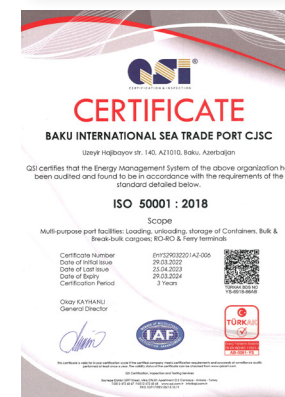 QSI®
CERTIFICATION & INSPECTION
CERTIFICATE
BAKU INTERNATIONAL SEA TRADE PORT CJSC
Uzeyir Hajibayov str. 140, AZ1010, Baku, Azerbaijan
QSI certifies that the Energy Management System of the above organization h
been audited and found to be in accordance with the requirements of the
standard detailed below.
ISO 50001 : 2018
Scope
Multi-purpose port facilities: Loading, unloading, storage of Containers, Bulk &
Break-bulk cargoes; RO-RO & Ferry terminals
Certificate Number EnYS29032201AZ-006
Date of Initial Issue 29.03.2022
Date of Last Issue 25.04.2023
Date of Expiry 29.03.2024
Certification Period 3 Years
TÜRKAK SDS NO
Okay KAYHANLI
General Director
IAF
TÜRKAK